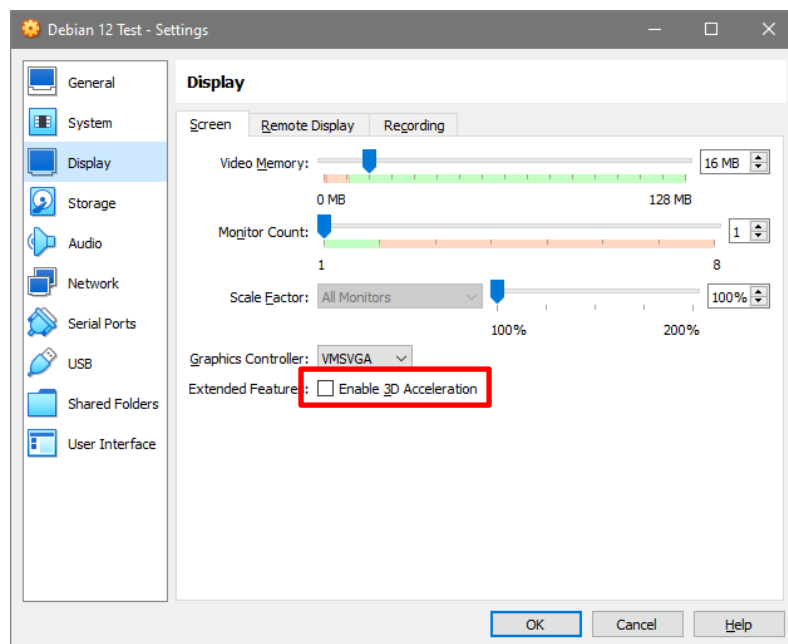 Debian 12 Test - Settings
General
System
Display
Storage
Audio
Network
Serial Ports
USB
Shared Folders
User Interface
Display
Screen Remote Display Recording
Video Memory: 16 MB
0 MB 128 MB
Monitor Count: 1
1 8
Scale Factor: All Monitors 100%
100% 200%
Graphics Controller: VMSVGA
Extended Features: Enable 3D Acceleration
OK Cancel Help